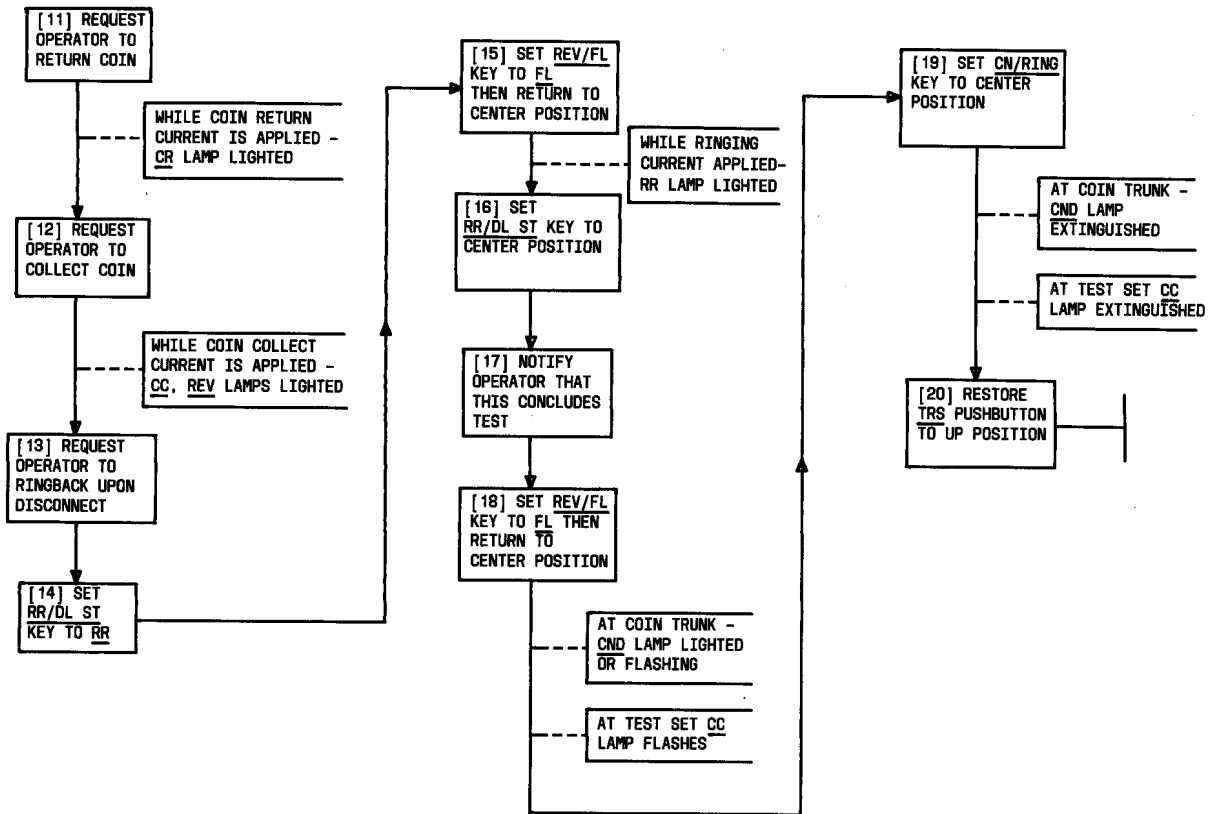 [11] REQUEST
OPERATOR TO
RETURN COIN
WHILE COIN RETURN
CURRENT IS APPLIED -
CR LAMP LIGHTED
[12] REQUEST
OPERATOR TO
COLLECT COIN
WHILE COIN COLLECT
CURRENT IS APPLIED -
CC, REV LAMPS LIGHTED
[13] REQUEST
OPERATOR TO
RINGBACK UPON
DISCONNECT
[14] SET
RR/DL ST
KEY TO RR
[15] SET REV/FL
KEY TO FL
THEN RETURN TO
CENTER POSITION
WHILE RINGING
CURRENT APPLIED-
RR LAMP LIGHTED
[16] SET
RR/DL ST KEY TO
CENTER POSITION
[17] NOTIFY
OPERATOR THAT
THIS CONCLUDES
TEST
[18] SET REV/FL
KEY TO FL THEN
RETURN TO
CENTER POSITION
AT COIN TRUNK -
CND LAMP LIGHTED
OR FLASHING
AT TEST SET CC
LAMP FLASHES
[19] SET CN/RING
KEY TO CENTER
POSITION
AT COIN TRUNK -
CND LAMP
EXTINGUISHED
AT TEST SET CC
LAMP EXTINGUISHED
[20] RESTORE
TRS PUSHBUTTON
TO UP POSITION